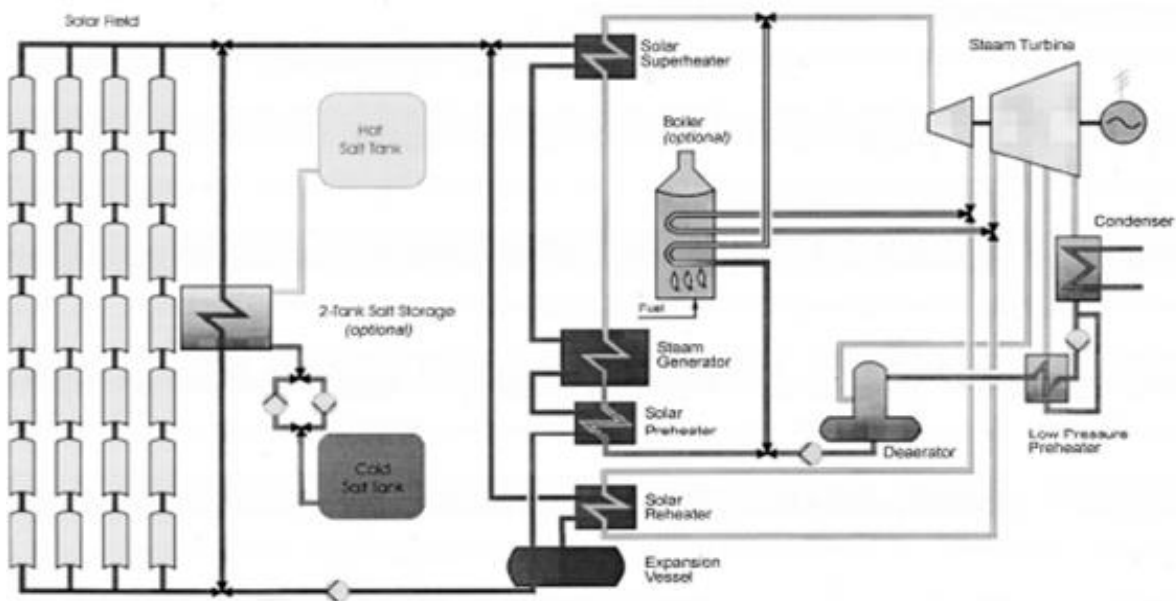 Solar Field
Hot
Salt Tank
2-Tank Salt Storage
(optional)
Cold
Salt Tank
Solar
Superheater
Boiler
(optional)
Fuel
Steam
Generator
Solar
Preheater
Solar
Reheater
Expansion
Vessel
Steam Turbine
Condenser
Deaerator
Low Pressure
Preheater